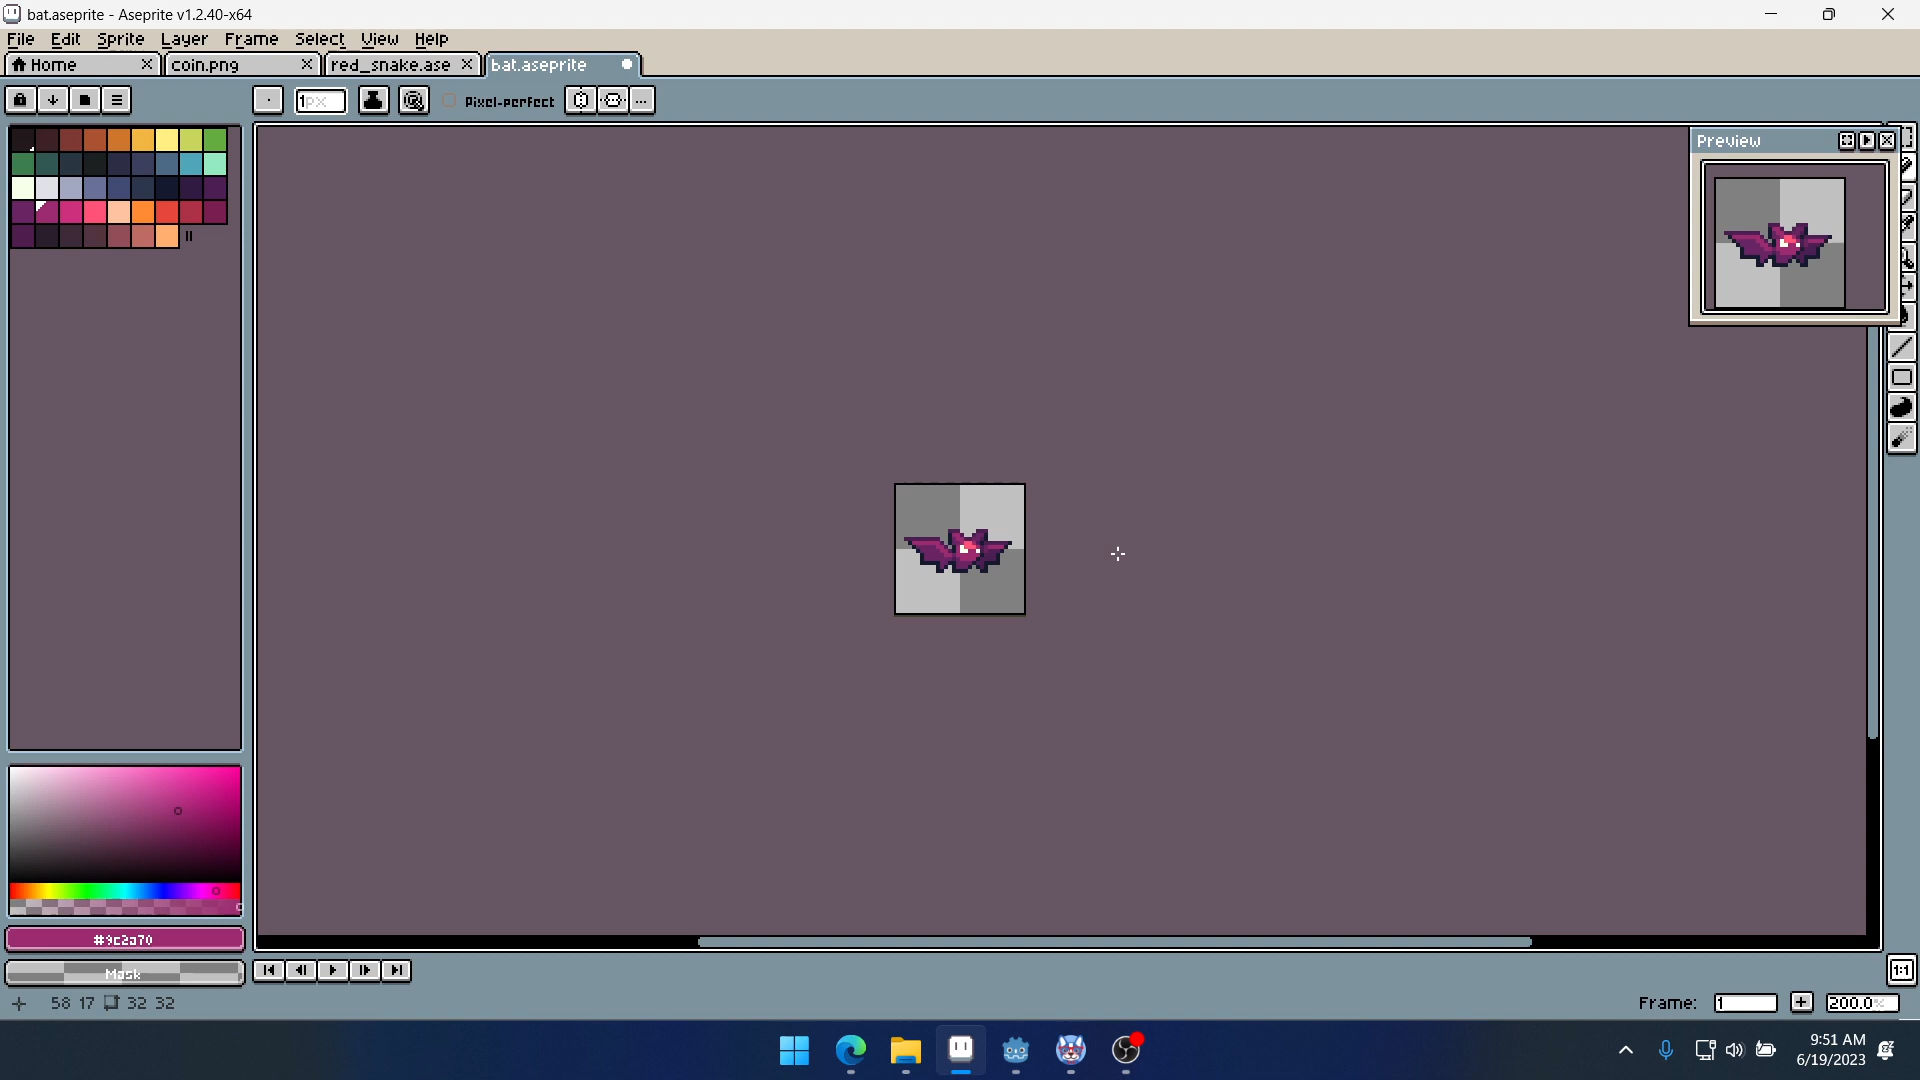 bat.aseprite - Aseprite v1.2.40-x64
File Edit Sprite Layer Frame Select View Help
Home coin.png red_snake.ase bat.aseprite
1px Pixel-perfect
Preview
#9c2a70
Mask
58 17 32 32
Frame: 1 200.0%
1:1
9:51 AM
6/19/2023